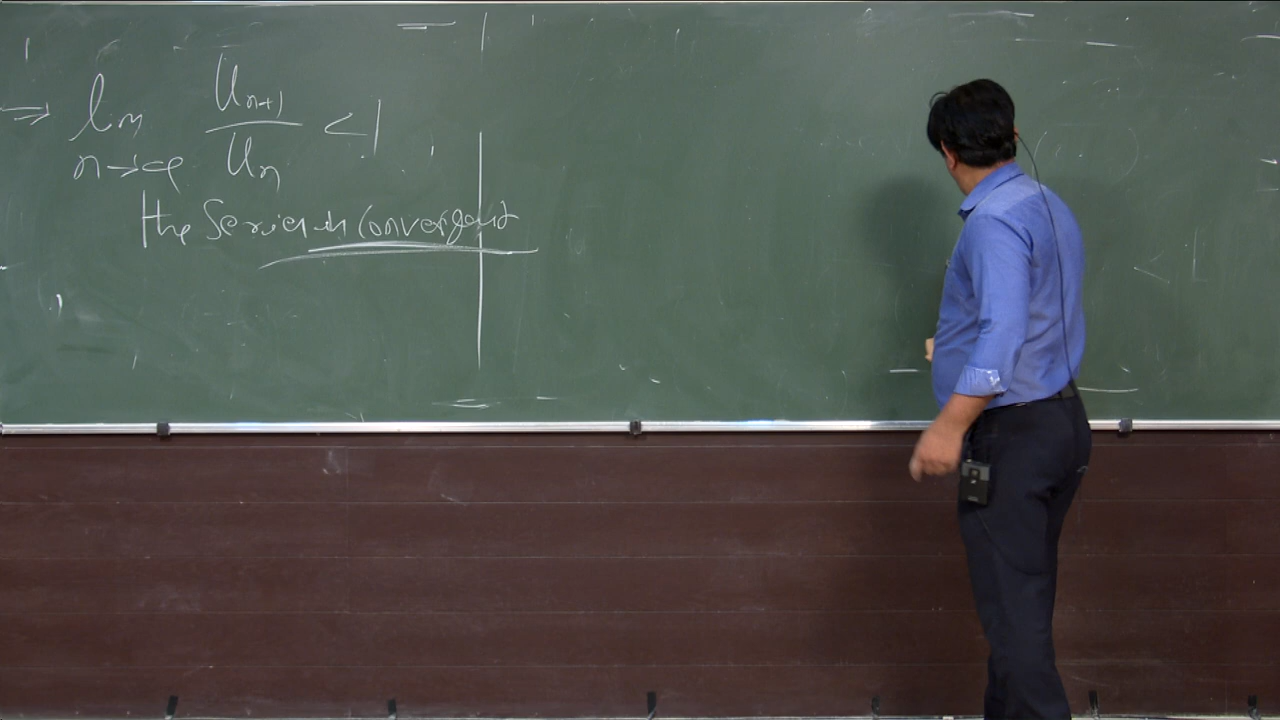 ⇒ lim U_{n+1}/U_n < 1
n→∞
the Series is Convergent